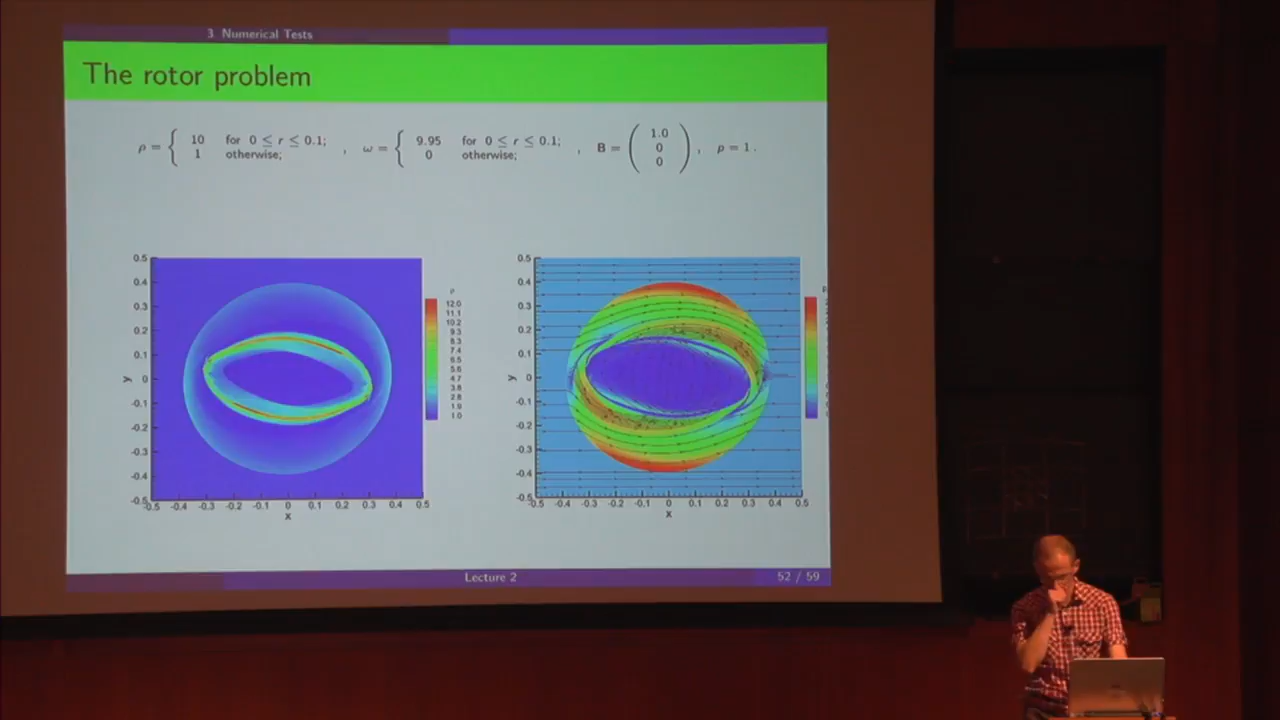 3 Numerical Tests
The rotor problem
ρ = { 10 for 0 ≤ r ≤ 0.1; 1 otherwise; , ω = { 9.95 for 0 ≤ r ≤ 0.1; 0 otherwise; , B = ( 1.0 0 0 ) , p = 1 .
0.5
0.4
0.3
0.2
0.1
0
-0.1
-0.2
-0.3
-0.4
-0.5
y
-0.5 -0.4 -0.3 -0.2 -0.1 0 0.1 0.2 0.3 0.4 0.5
x
ρ
12.0
11.1
10.2
9.3
8.3
7.4
6.5
5.6
4.7
3.8
2.8
1.9
1.0
0.5
0.4
0.3
0.2
0.1
0
-0.1
-0.2
-0.3
-0.4
-0.5
y
-0.5 -0.4 -0.3 -0.2 -0.1 0 0.1 0.2 0.3 0.4 0.5
x
Lecture 2
52 / 59